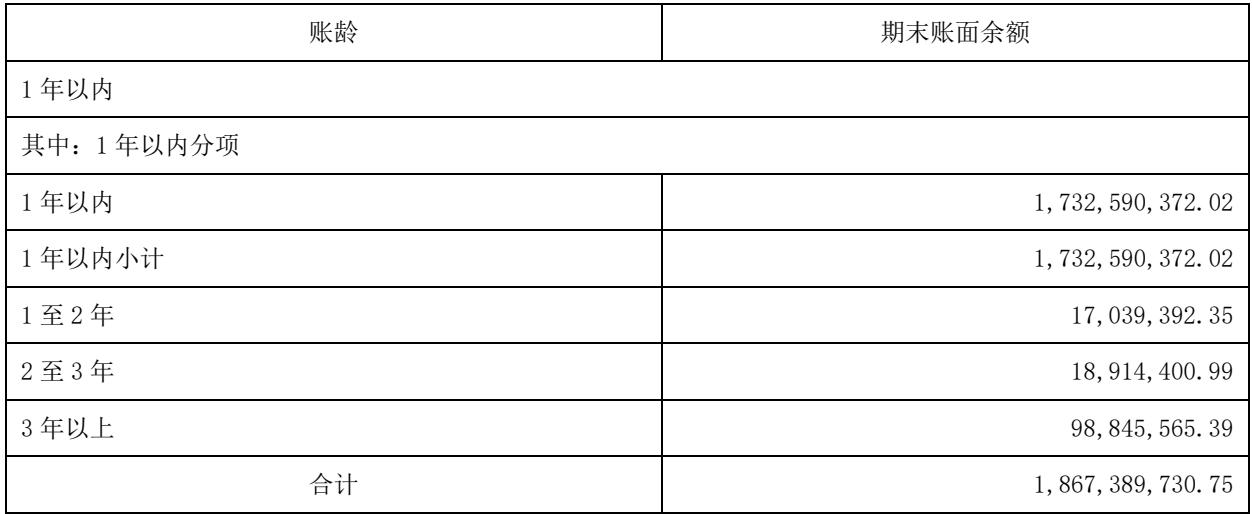 账龄 期末账面余额
1年以内
其中：1年以内分项
1年以内 1,732,590,372.02
1年以内小计 1,732,590,372.02
1至2年 17,039,392.35
2至3年 18,914,400.99
3年以上 98,845,565.39
合计 1,867,389,730.75